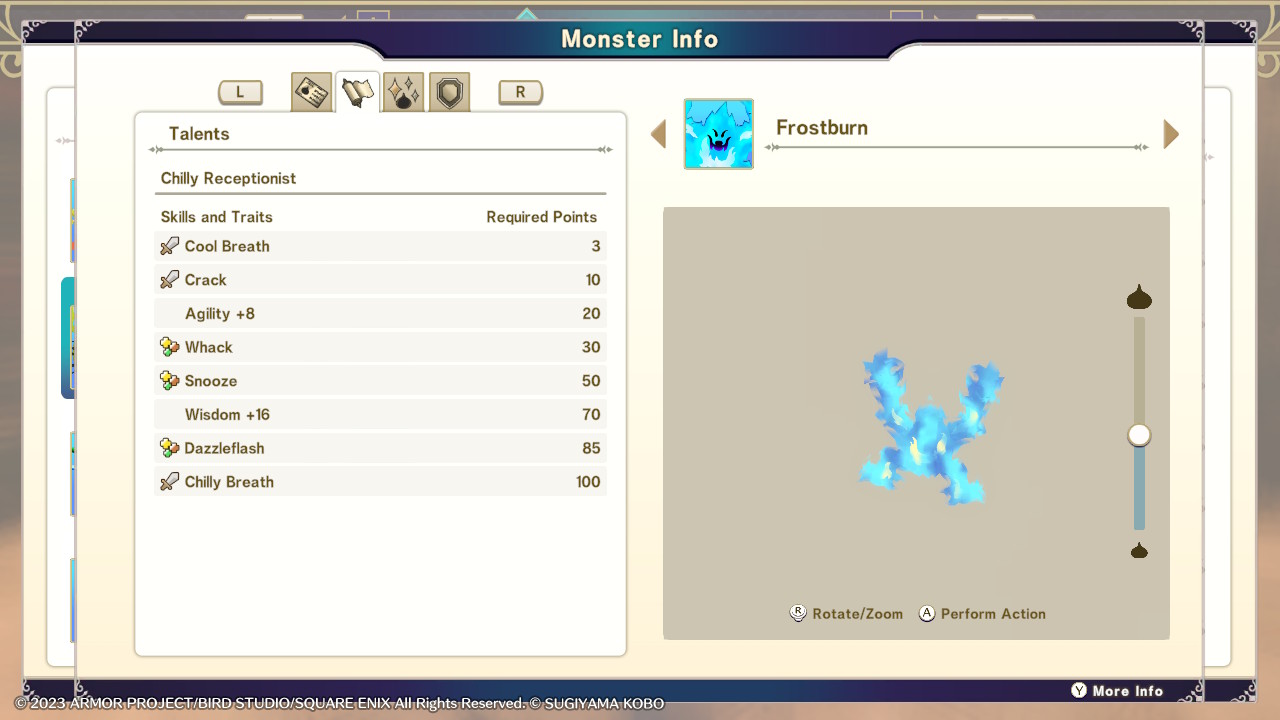 Monster Info
L
R
Talents
Chilly Receptionist
Skills and Traits Required Points
Cool Breath 3
Crack 10
Agility +8 20
Whack 30
Snooze 50
Wisdom +16 70
Dazzleflash 85
Chilly Breath 100
Frostburn
R Rotate/Zoom A Perform Action
Y More Info
© 2023 ARMOR PROJECT/BIRD STUDIO/SQUARE ENIX All Rights Reserved. © SUGIYAMA KOBO